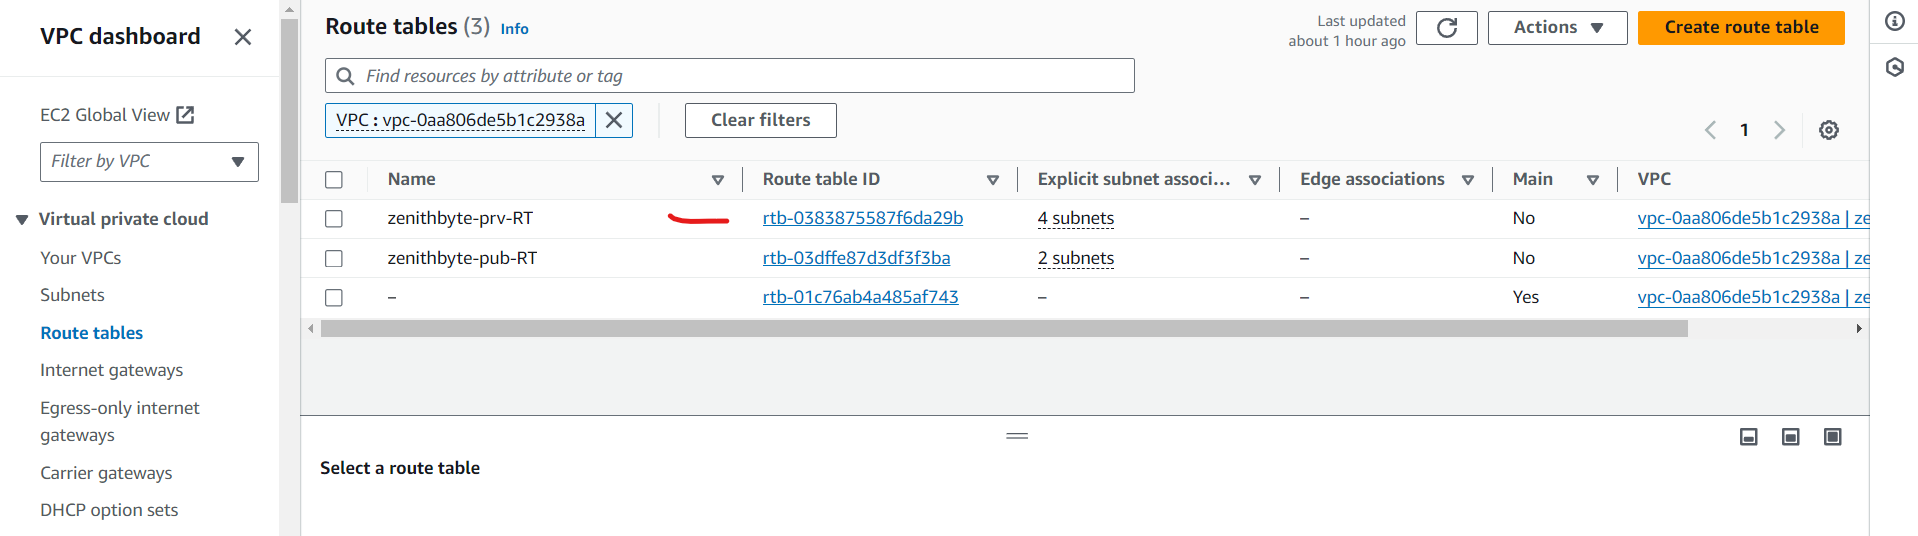 VPC dashboard
EC2 Global View
Filter by VPC
Virtual private cloud
Your VPCs
Subnets
Route tables
Internet gateways
Egress-only internet
gateways
Carrier gateways
DHCP option sets
Route tables (3) Info
Last updated
about 1 hour ago
Actions
Create route table
Find resources by attribute or tag
VPC : vpc-0aa806de5b1c2938a
Clear filters
1
Name Route table ID Explicit subnet associ... Edge associations Main VPC
zenithbyte-prv-RT rtb-0383875587f6da29b 4 subnets – No vpc-0aa806de5b1c2938a | ze
zenithbyte-pub-RT rtb-03dffe87d3df3f3ba 2 subnets – No vpc-0aa806de5b1c2938a | ze
– rtb-01c76ab4a485af743 – – Yes vpc-0aa806de5b1c2938a | ze
Select a route table